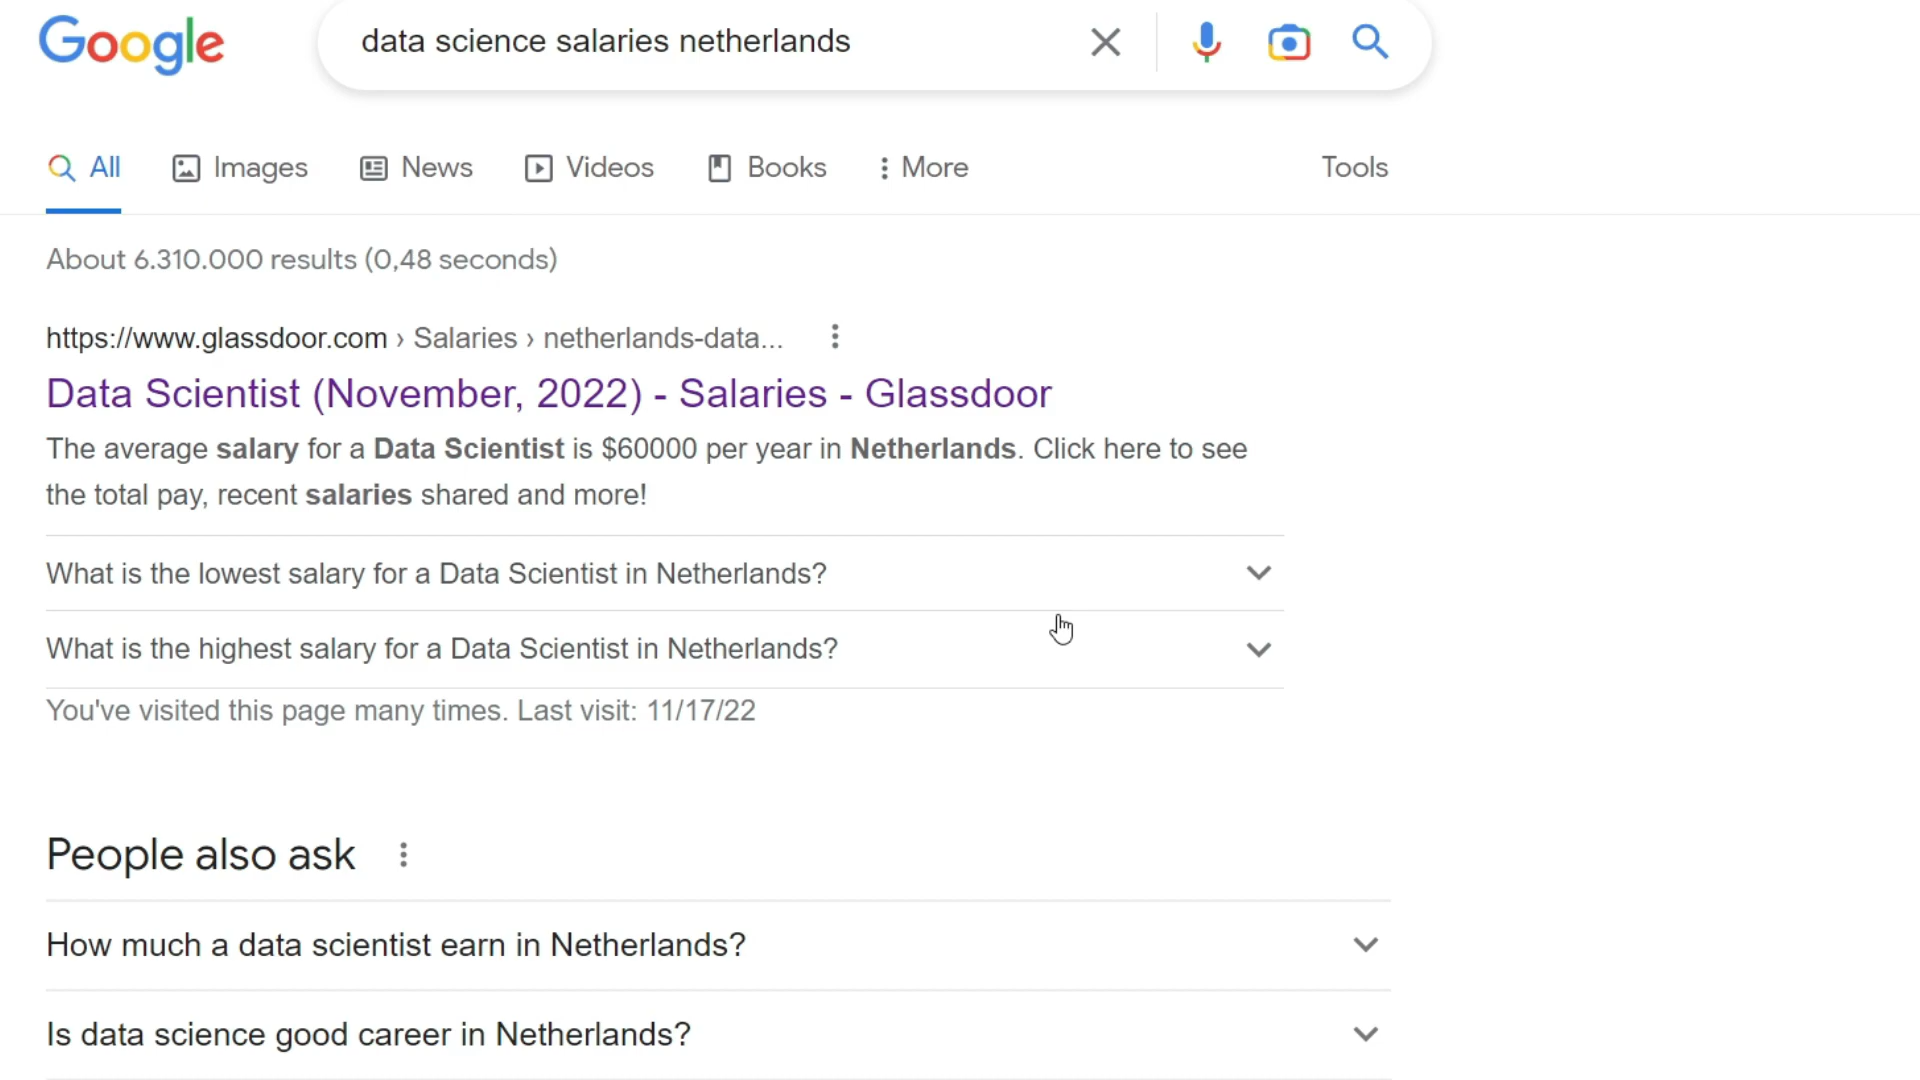 Google
data science salaries netherlands
All Images News Videos Books More Tools
About 6.310.000 results (0,48 seconds)
https://www.glassdoor.com › Salaries › netherlands-data...
Data Scientist (November, 2022) - Salaries - Glassdoor
The average salary for a Data Scientist is $60000 per year in Netherlands. Click here to see
the total pay, recent salaries shared and more!
What is the lowest salary for a Data Scientist in Netherlands?
What is the highest salary for a Data Scientist in Netherlands?
You've visited this page many times. Last visit: 11/17/22
People also ask
How much a data scientist earn in Netherlands?
Is data science good career in Netherlands?